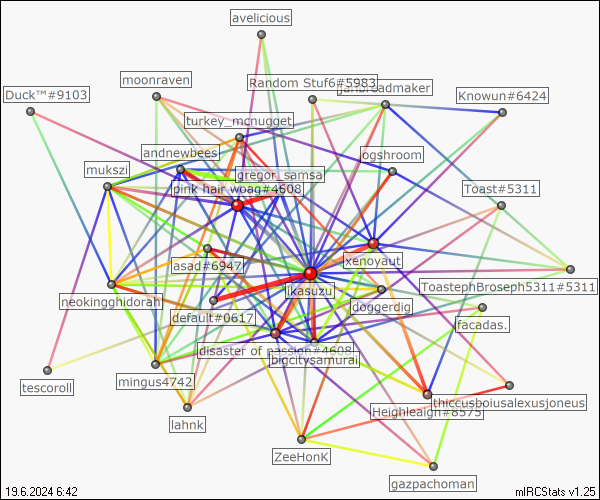 avelicious
moonraven
Random Stuf6#5983
jambreadmaker
Duck™#9103
Knowun#6424
turkey_mcnugget
andnewbees
ogshroom
mukszi
gregor_samsa
pink hair woag#4608
Toast#5311
asad#6947
xenoyaut
likasuzu
ToastephBroseph5311#5311
neokingghidorah
default#0617
doggerdig
facadas.
disaster of passion#4608
bigcitysamurai
tescoroll
mingus4742
thiccusboiusalexusjoneus
Heighleaigh#8575
lahnk
ZeeHonK
gazpachoman
19.6.2024 6:42
mIRCStats v1.25